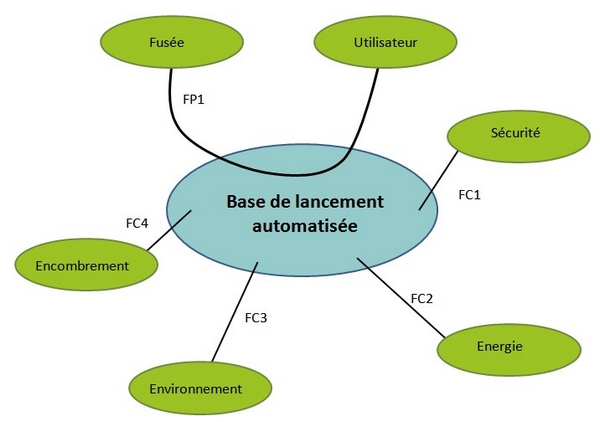 Fusée
Utilisateur
FP1
Sécurité
Base de lancement
automatisée
FC1
FC4
Encombrement
FC2
FC3
Energie
Environnement